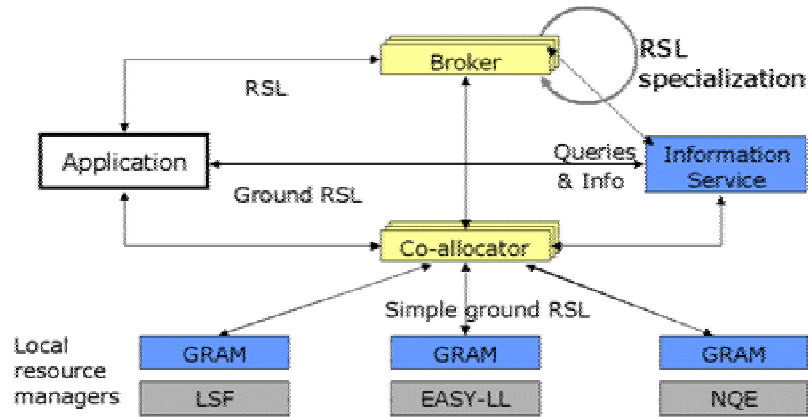 Broker
RSL
specialization
RSL
Application
Queries
& Info
Information
Service
Ground RSL
Co-allocator
Simple ground RSL
Local
resource
managers
GRAM
GRAM
GRAM
LSF
EASY-LL
NQE